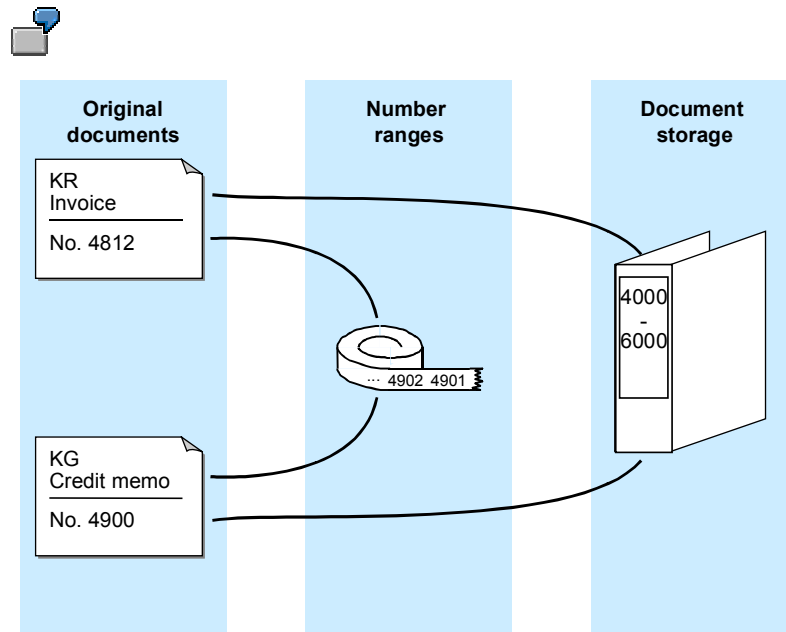 Original
documents
Number
ranges
Document
storage
KR
Invoice
No. 4812
4000
-
6000
... 4902 4901
KG
Credit memo
No. 4900